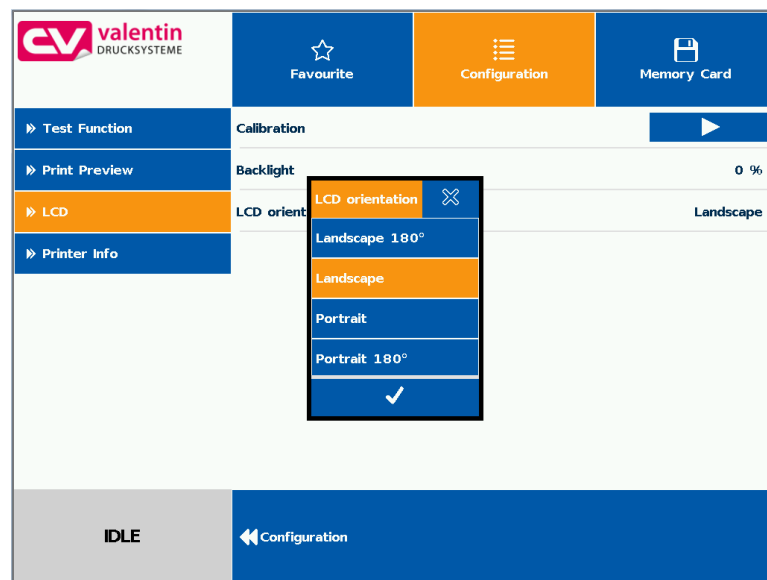 valentin
DRUCKSYSTEME
Favourite
Configuration
Memory Card
Test Function
Calibration
Print Preview
Backlight
0 %
LCD
LCD orient
Landscape
Printer Info
LCD orientation
Landscape 180°
Landscape
Portrait
Portrait 180°
IDLE
Configuration